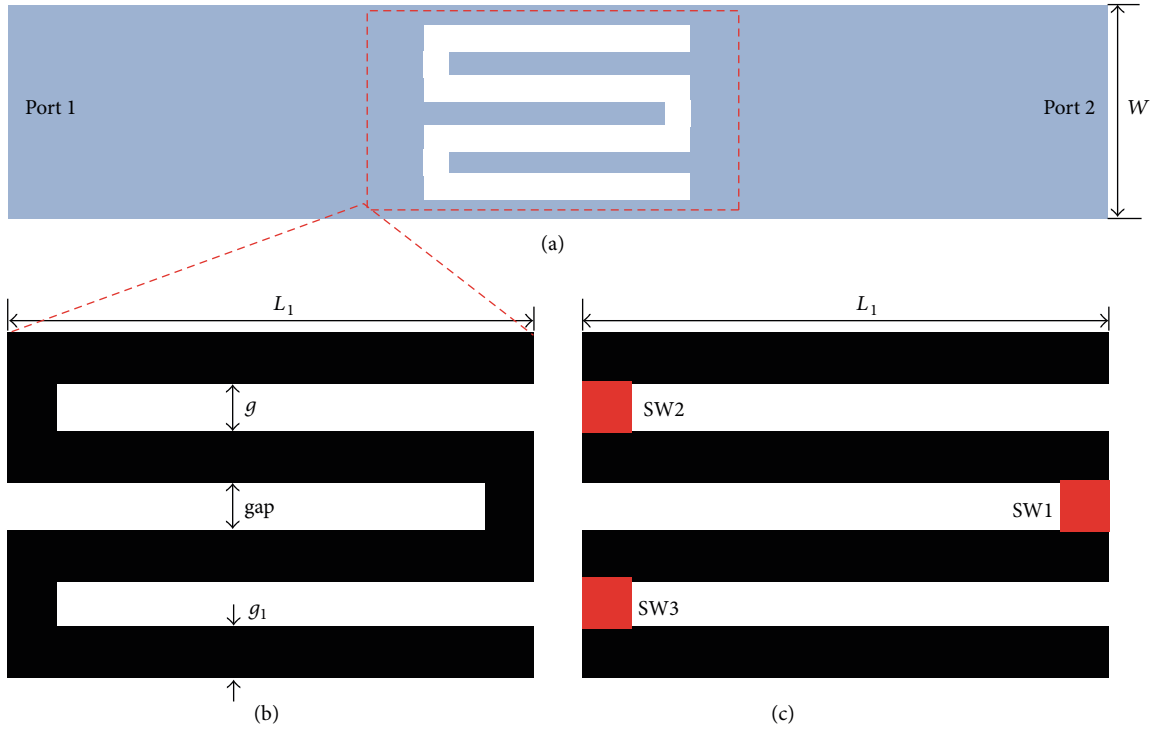 Port 1
Port 2
W
(a)
L₁
L₁
g
SW2
gap
SW1
g₁
SW3
(b)
(c)